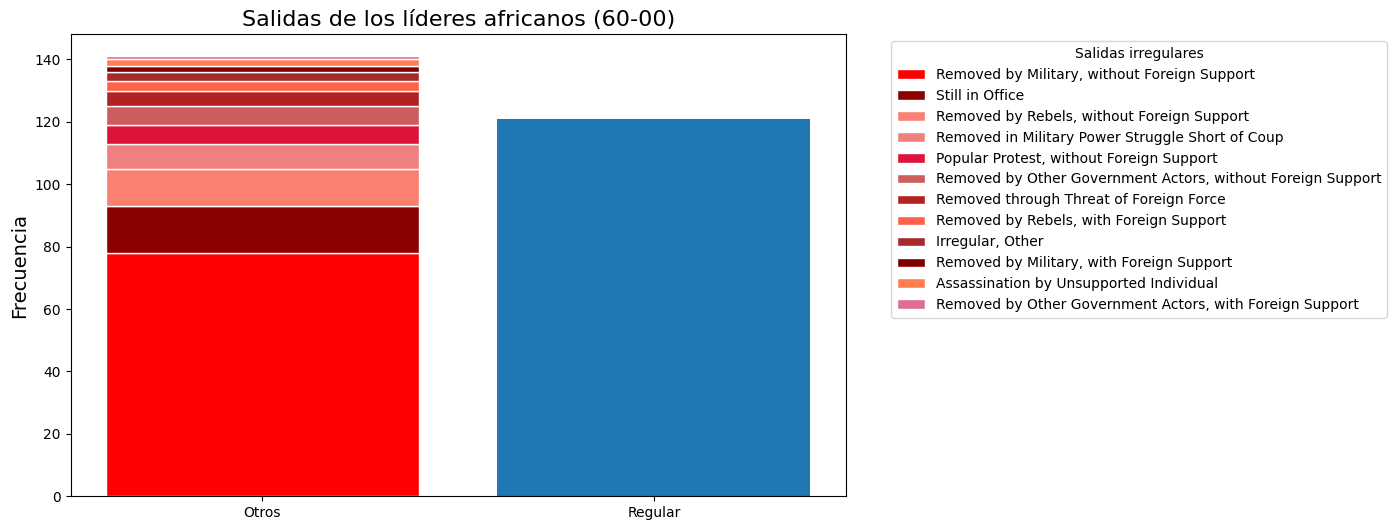 Salidas de los líderes africanos (60-00)
Frecuencia
140
120
100
80
60
40
20
0
Otros
Regular
Salidas irregulares
Removed by Military, without Foreign Support
Still in Office
Removed by Rebels, without Foreign Support
Removed in Military Power Struggle Short of Coup
Popular Protest, without Foreign Support
Removed by Other Government Actors, without Foreign Support
Removed through Threat of Foreign Force
Removed by Rebels, with Foreign Support
Irregular, Other
Removed by Military, with Foreign Support
Assassination by Unsupported Individual
Removed by Other Government Actors, with Foreign Support